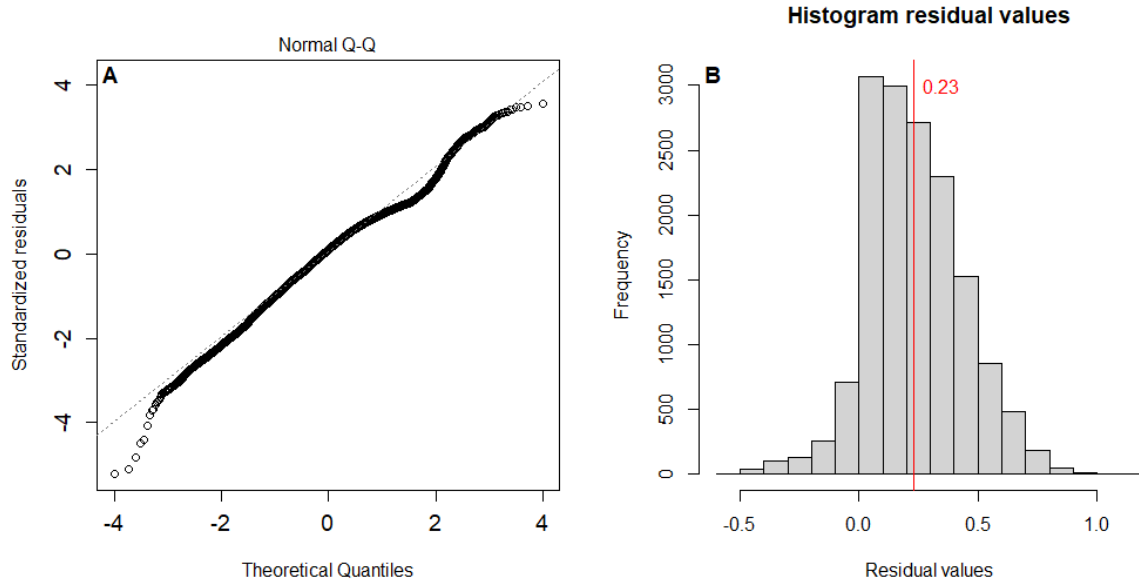 Normal Q-Q
A
Standardized residuals
4
2
0
-2
-4
-4
-2
0
2
4
Theoretical Quantiles
Histogram residual values
B
0.23
Frequency
3000
2500
2000
1500
1000
500
0
-0.5
0.0
0.5
1.0
Residual values